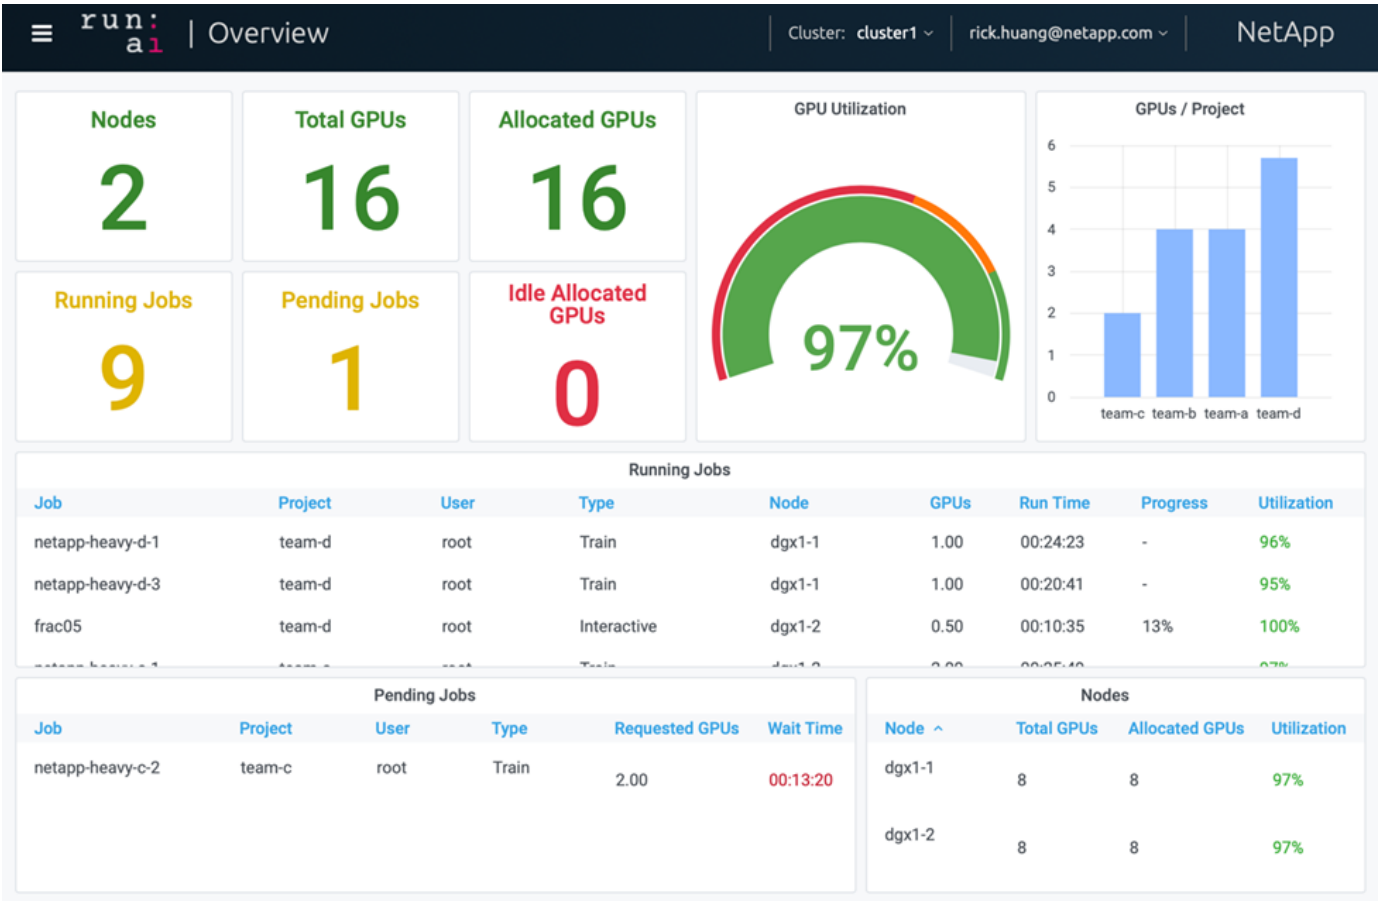 run:
ai | Overview
Cluster: cluster1
rick.huang@netapp.com
NetApp
Nodes
2
Total GPUs
16
Allocated GPUs
16
Running Jobs
9
Pending Jobs
1
Idle Allocated
GPUs
0
GPU Utilization
97%
GPUs / Project
6
5
4
3
2
1
0
team-c team-b team-a team-d
Running Jobs
Job Project User Type Node GPUs Run Time Progress Utilization
netapp-heavy-d-1 team-d root Train dgx1-1 1.00 00:24:23 - 96%
netapp-heavy-d-3 team-d root Train dgx1-1 1.00 00:20:41 - 95%
frac05 team-d root Interactive dgx1-2 0.50 00:10:35 13% 100%
Pending Jobs
Job Project User Type Requested GPUs Wait Time
netapp-heavy-c-2 team-c root Train 2.00 00:13:20
Nodes
Node Total GPUs Allocated GPUs Utilization
dgx1-1 8 8 97%
dgx1-2 8 8 97%